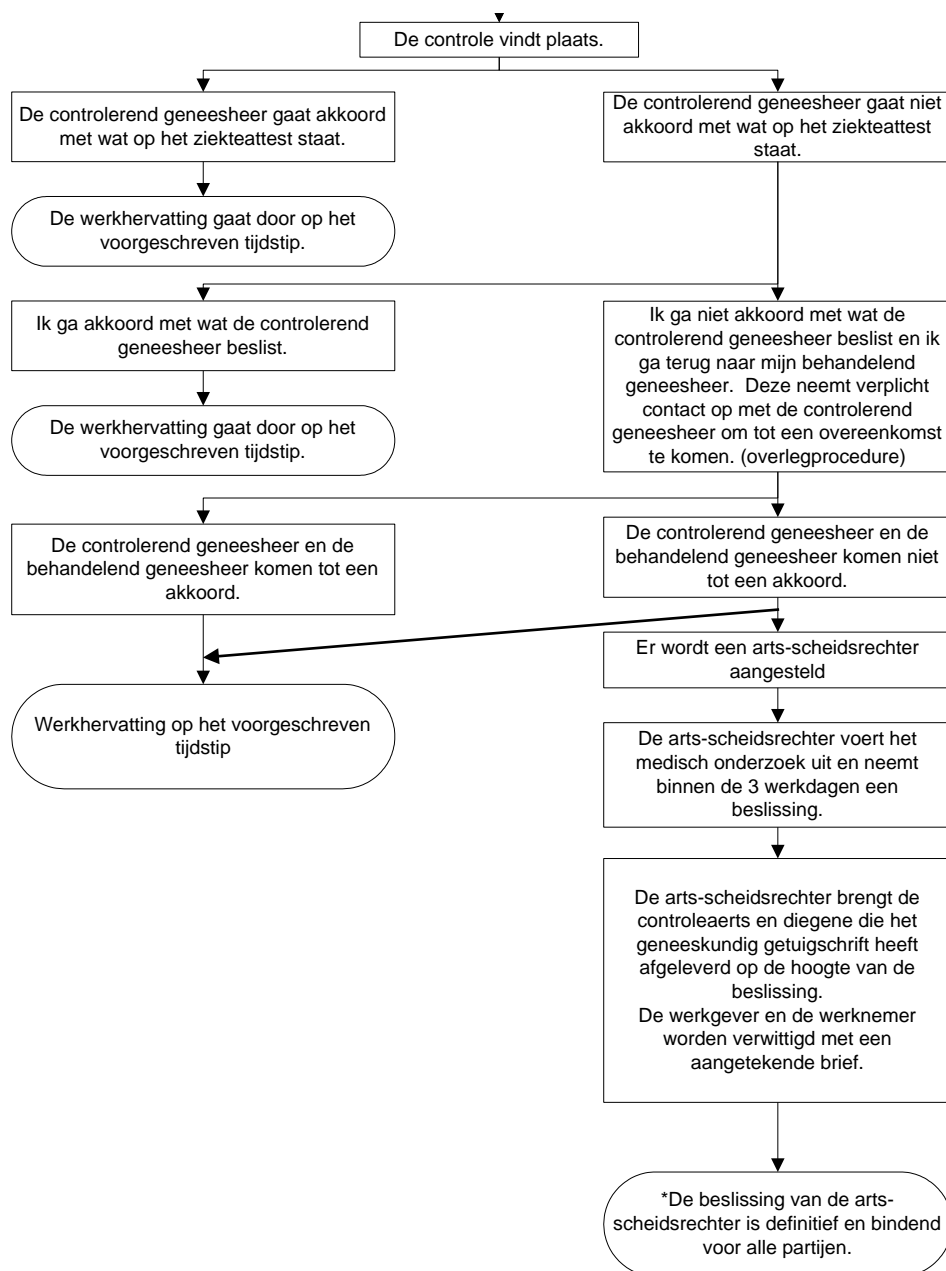 De controle vindt plaats.
De controlerend geneesheer gaat akkoord
met wat op het ziekteattest staat.
De controlerend geneesheer gaat niet
akkoord met wat op het ziekteattest
staat.
De werkhervatting gaat door op het
voorgeschreven tijdstip.
Ik ga akkoord met wat de controlerend
geneesheer beslist.
Ik ga niet akkoord met wat de
controlerend geneesheer beslist en ik
ga terug naar mijn behandelend
geneesheer.  Deze neemt verplicht
contact op met de controlerend
geneesheer om tot een overeenkomst
te komen. (overlegprocedure)
De werkhervatting gaat door op het
voorgeschreven tijdstip.
De controlerend geneesheer en de
behandelend geneesheer komen tot een
akkoord.
De controlerend geneesheer en de
behandelend geneesheer komen niet
tot een akkoord.
Er wordt een arts-scheidsrechter
aangesteld
Werkhervatting op het voorgeschreven
tijdstip
De arts-scheidsrechter voert het
medisch onderzoek uit en neemt
binnen de 3 werkdagen een
beslissing.
De arts-scheidsrechter brengt de
controleaerts en diegene die het
geneeskundig getuigschrift heeft
afgeleverd op de hoogte van de
beslissing.
De werkgever en de werknemer
worden verwittigd met een
aangetekende brief.
*De beslissing van de arts-
scheidsrechter is definitief en bindend
voor alle partijen.